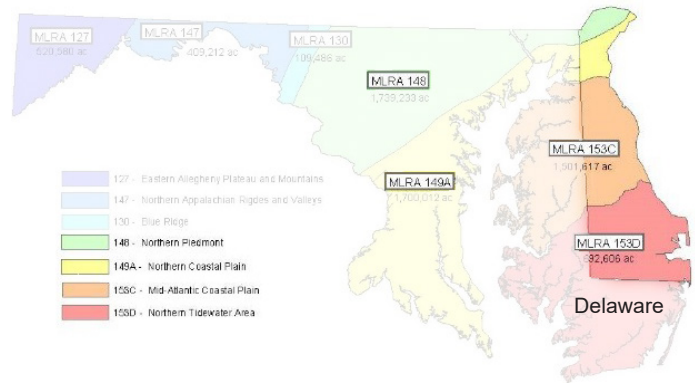 MLRA 127
520,580 ac
MLRA 147
409,212 ac
MLRA 130
109,486 ac
MLRA 148
1,739,233 ac
MLRA 149A
1,700,012 ac
MLRA 153C
1,501,617 ac
MLRA 153D
692,606 ac
Delaware
127 - Eastern Allegheny Plateau and Mountains
147 - Northern Appalachian Rigdes and Valleys
130 - Blue Ridge
148 - Northern Piedmont
149A - Northern Coastal Plain
153C - Mid-Atlantic Coastal Plain
153D - Northern Tidewater Area